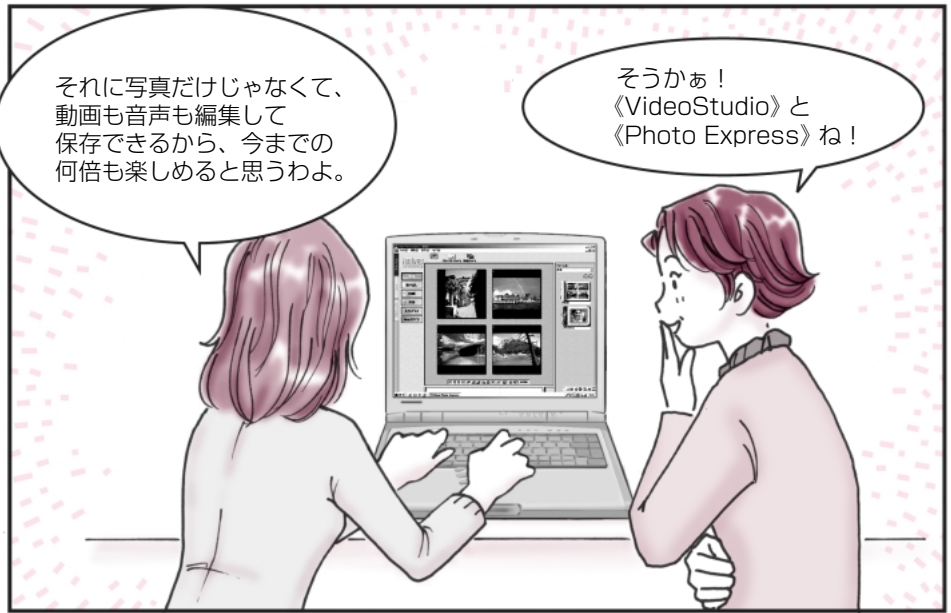 それに写真だけじゃなくて、
動画も音声も編集して
保存できるから、今までの
何倍も楽しめると思うわよ。
そうかぁ！
《VideoStudio》と
《Photo Express》ね！